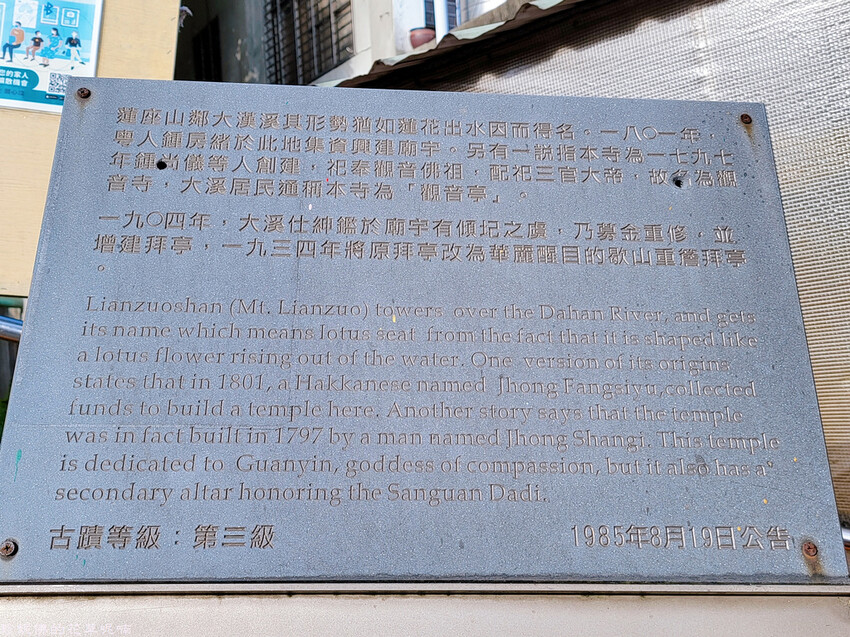 您的家人
蓮座山鄰大漢溪其形勢猶如蓮花出水因而得名。一八〇一年，
粵人鍾房緒於此地集資興建廟宇。另有一說指本寺為一七九七
年鍾尚儀等人創建，祀奉觀音佛祖，配祀三官大帝，故名為觀
音寺，大溪居民通稱本寺為「觀音亭」。
一九〇四年，大溪仕紳鑑於廟宇有傾圮之虞，乃募金重修，並
增建拜亭，一九三四年將原拜亭改為華麗醒目的歇山重簷拜亭
。
Lianzuoshan (Mt. Lianzuo) towers over the Dahan River, and gets
its name which means lotus seat from the fact that it is shaped like
a lotus flower rising out of the water. One version of its origins
states that in 1801, a Hakkanese named Jhong Fangsiyu, collected
funds to build a temple here. Another story says that the temple
was in fact built in 1797 by a man named Jhong Shangi. This temple
is dedicated to Guanyin, goddess of compassion, but it also has a
secondary altar honoring the Sanguan Dadi.
古蹟等級：第三級
1985年8月19日公告